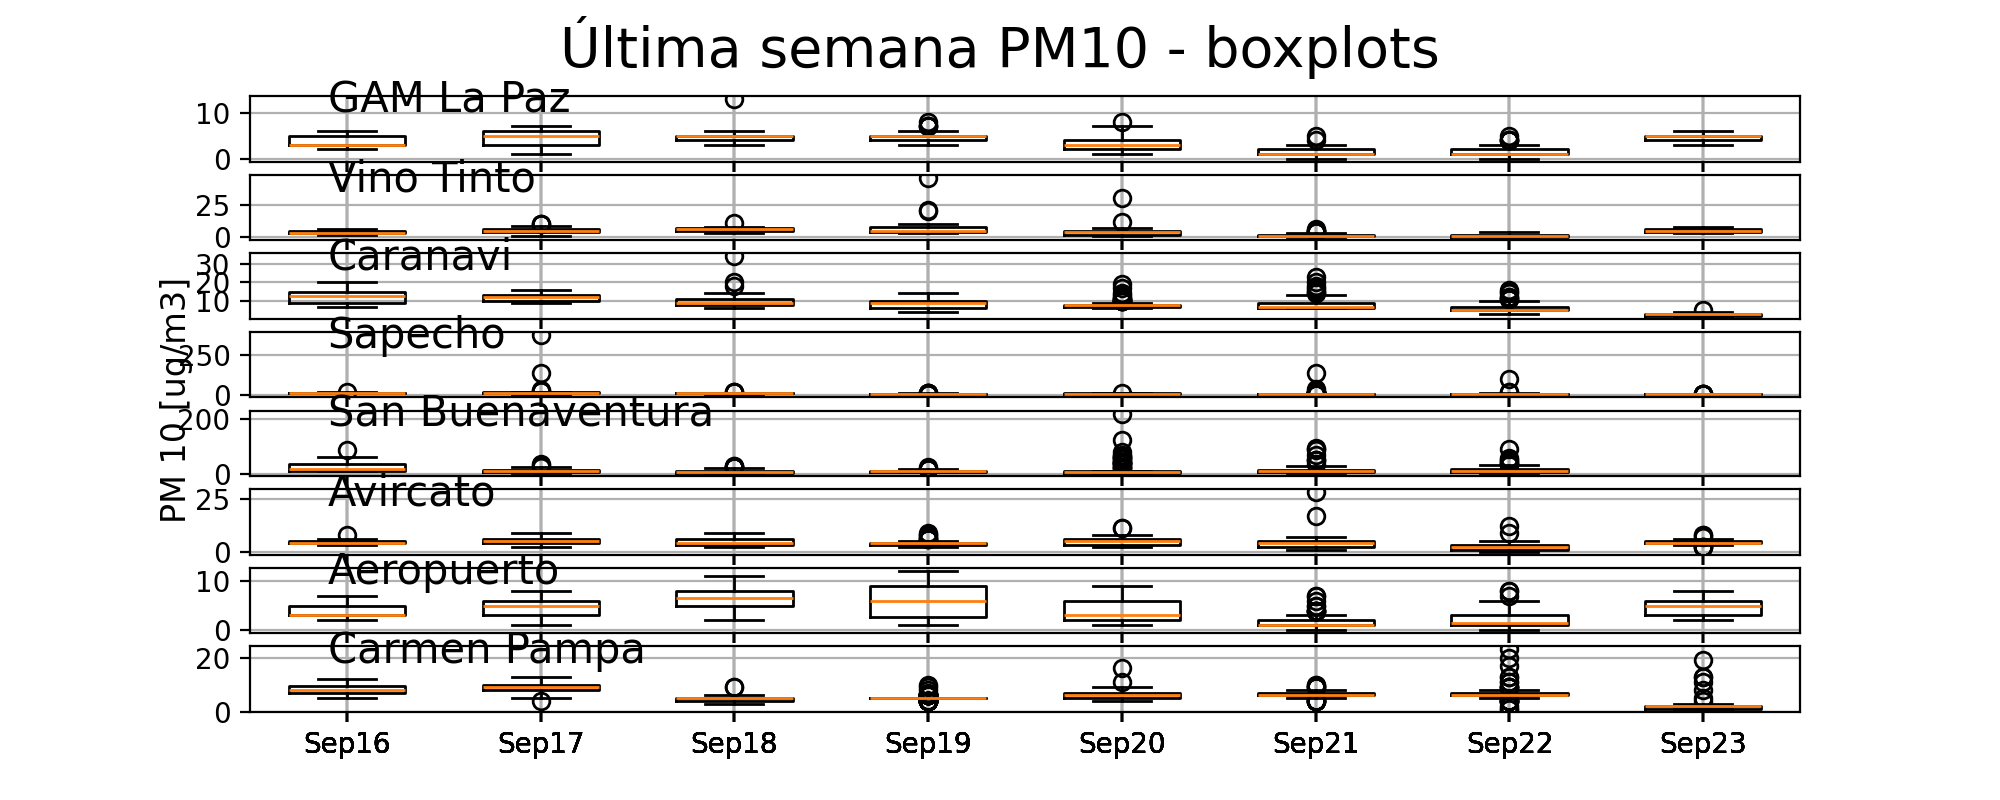 Última semana PM10 - boxplots
GAM La Paz
10
0
Vino Tinto
25
0
Caranavi
30
20
10
Sapecho
250
0
San Buenaventura
200
0
Avircato
25
0
Aeropuerto
10
0
Carmen Pampa
20
0
PM 10 [ug/m3]
Sep16 Sep17 Sep18 Sep19 Sep20 Sep21 Sep22 Sep23